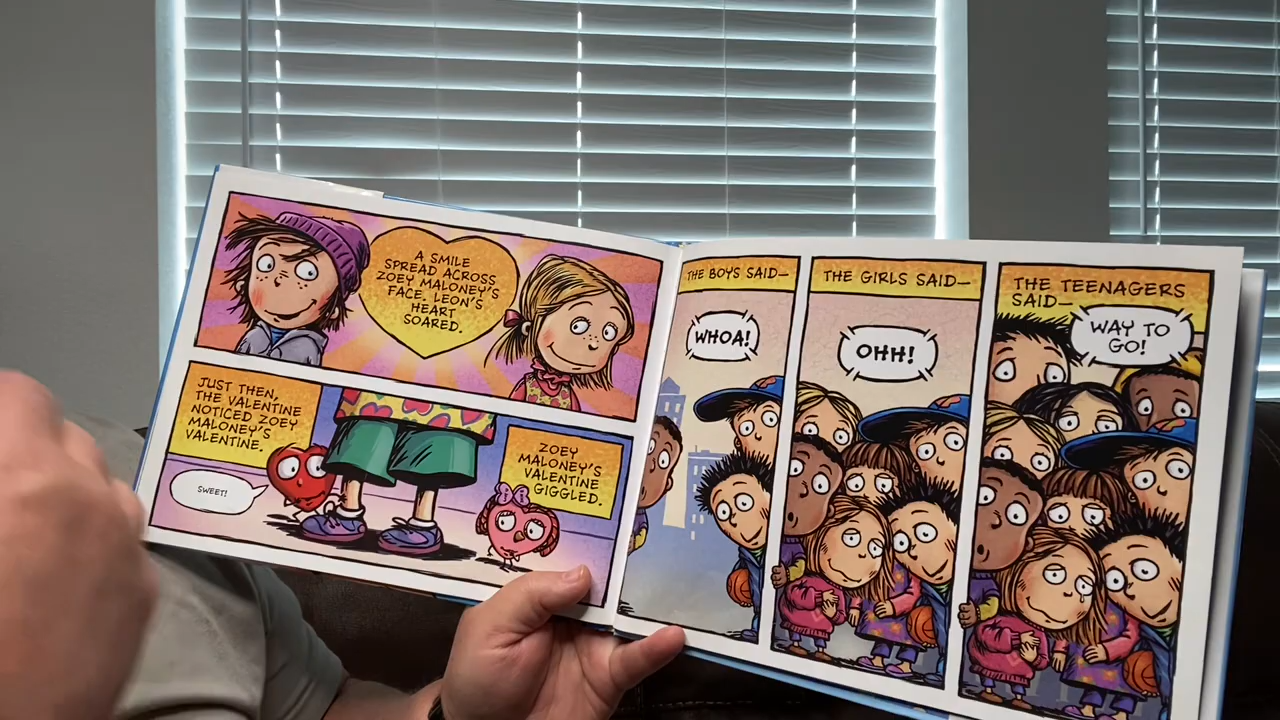 A SMILE
SPREAD ACROSS
ZOEY MALONEY'S
FACE. LEON'S
HEART
SOARED.
JUST THEN,
THE VALENTINE
NOTICED ZOEY
MALONEY'S
VALENTINE.
SWEET!
ZOEY
MALONEY'S
VALENTINE
GIGGLED.
THE BOYS SAID—
WHOA!
THE GIRLS SAID—
OHH!
THE TEENAGERS
SAID—
WAY TO
GO!